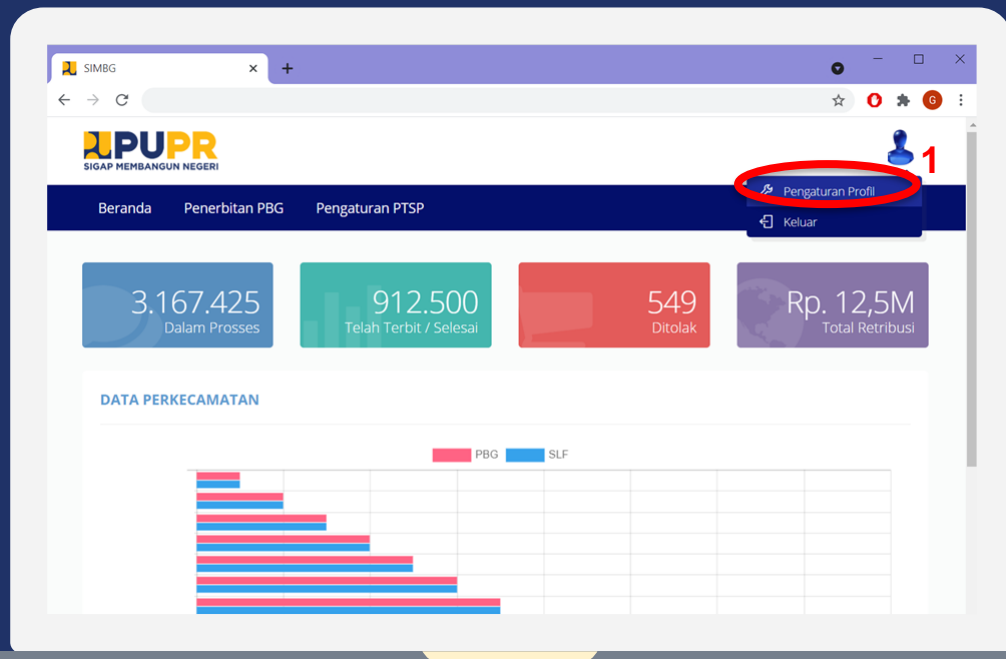 SIMBG
G
PUPR
SIGAP MEMBANGUN NEGERI
1
Pengaturan Profil
Keluar
Beranda Penerbitan PBG Pengaturan PTSP
3.167.425
Dalam Prosses
912.500
Telah Terbit / Selesai
549
Ditolak
Rp. 12,5M
Total Retribusi
DATA PERKECAMATAN
PBG SLF